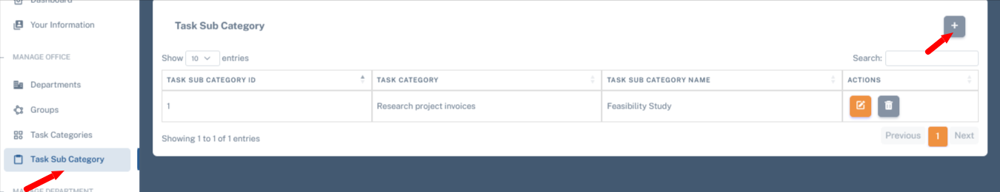 Dashboard
Your Information
MANAGE OFFICE
Departments
Groups
Task Categories
Task Sub Category
MANAGE DEPARTMENT
Task Sub Category
+
Show 10 entries
Search:
TASK SUB CATEGORY ID TASK CATEGORY TASK SUB CATEGORY NAME ACTIONS
1 Research project invoices Feasibility Study
Showing 1 to 1 of 1 entries
Previous 1 Next